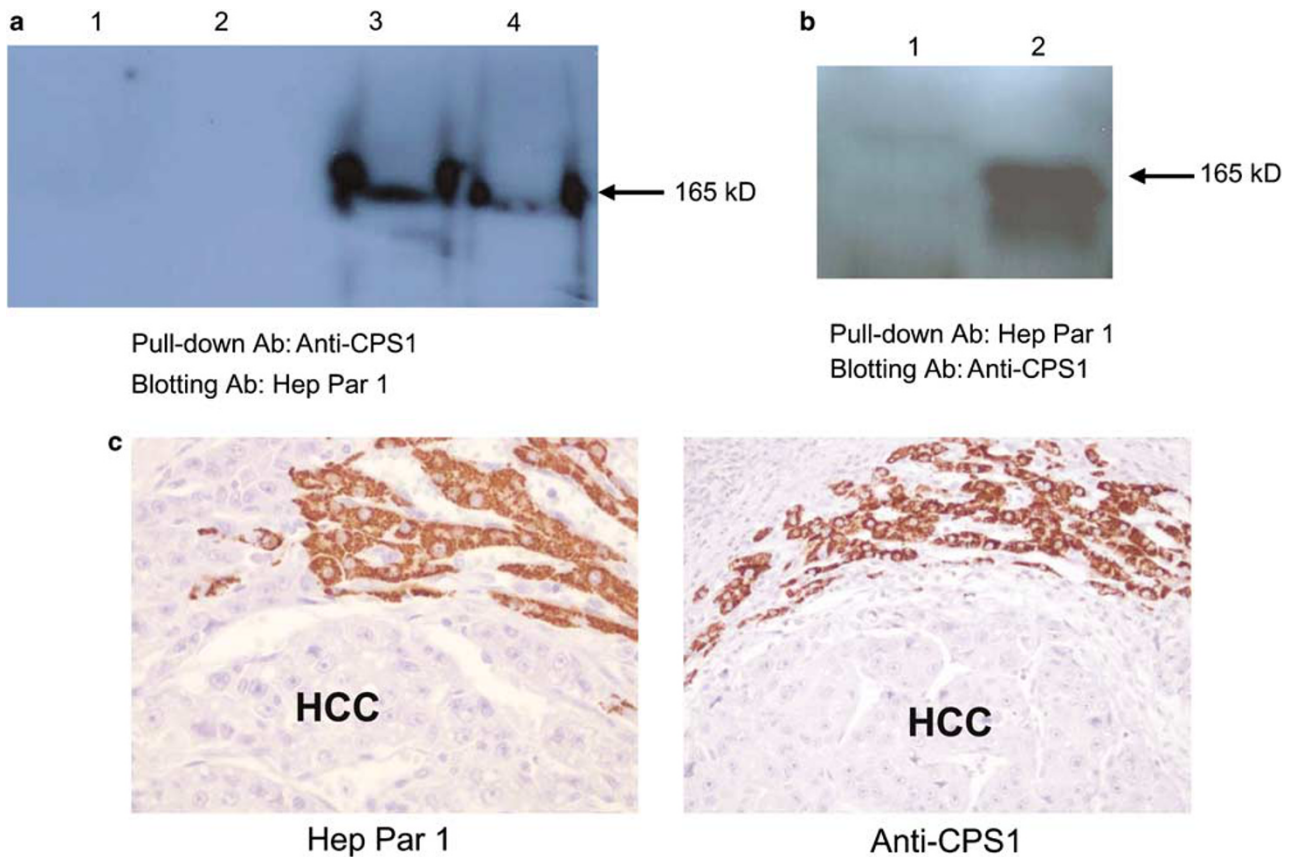 a 1 2 3 4
165 kD
Pull-down Ab: Anti-CPS1
Blotting Ab: Hep Par 1
b 1 2
165 kD
Pull-down Ab: Hep Par 1
Blotting Ab: Anti-CPS1
c
HCC
Hep Par 1
HCC
Anti-CPS1